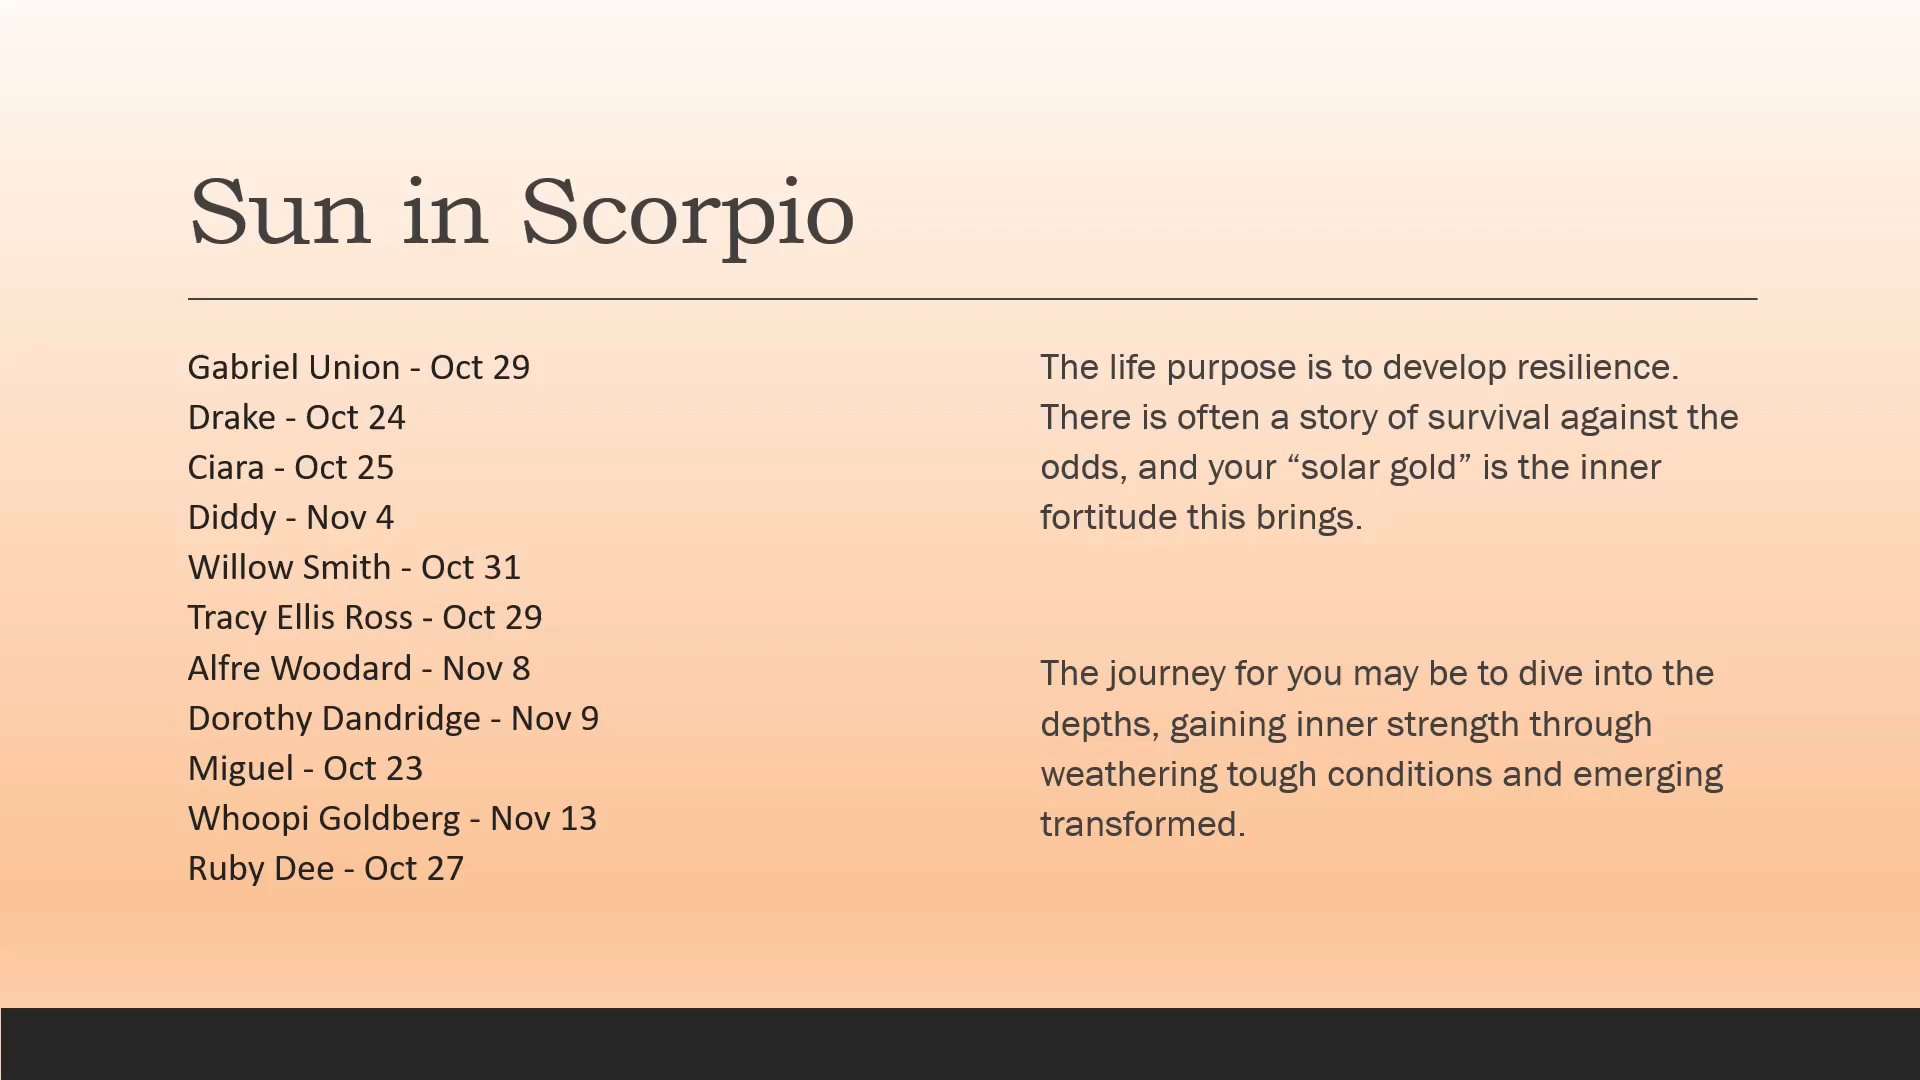 Sun in Scorpio
Gabriel Union - Oct 29
Drake - Oct 24
Ciara - Oct 25
Diddy - Nov 4
Willow Smith - Oct 31
Tracy Ellis Ross - Oct 29
Alfre Woodard - Nov 8
Dorothy Dandridge - Nov 9
Miguel - Oct 23
Whoopi Goldberg - Nov 13
Ruby Dee - Oct 27
The life purpose is to develop resilience.
There is often a story of survival against the
odds, and your “solar gold” is the inner
fortitude this brings.
The journey for you may be to dive into the
depths, gaining inner strength through
weathering tough conditions and emerging
transformed.